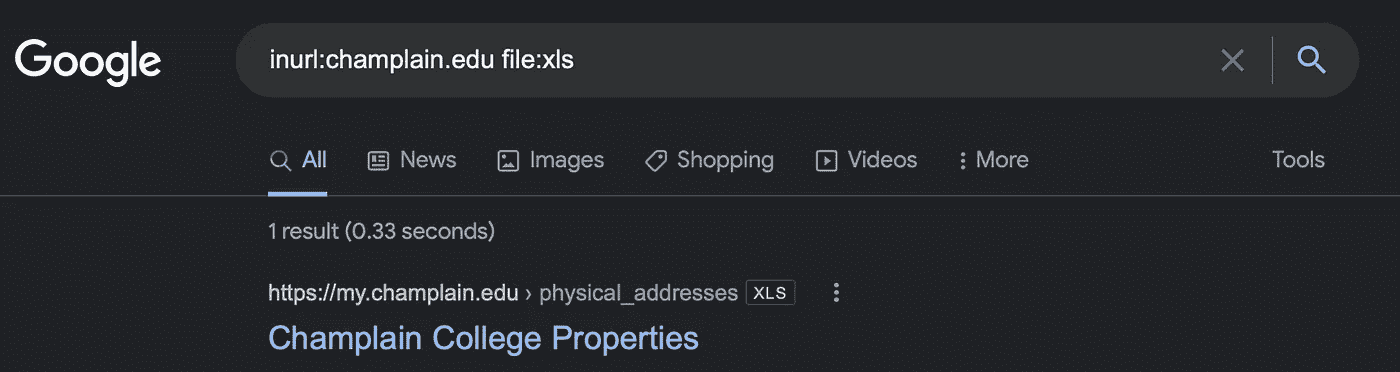 Google
inurl:champlain.edu file:xls
All News Images Shopping Videos More Tools
1 result (0.33 seconds)
https://my.champlain.edu › physical_addresses XLS
Champlain College Properties